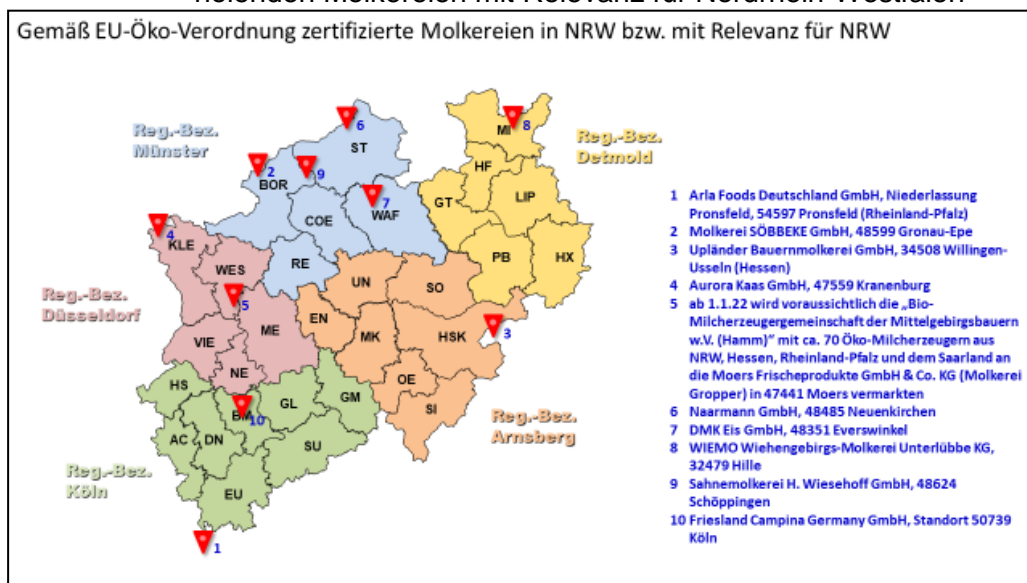 nolenden Molkereien mit Relevanz für Nordrhein-Westfalen
Gemäß EU-Öko-Verordnung zertifizierte Molkereien in NRW bzw. mit Relevanz für NRW
6
8
Reg.-Bez.
Münster
ST
MI
Reg.-Bez.
Detmold
2
9
BOR
HF
7
WAF
GT
LIP
COE
4
KLE
RE
PB
HX
WES
UN
SO
Reg.-Bez.
Düsseldorf
5
ME
EN
MK
HSK
3
VIE
NE
OE
HS
GL
GM
SI
10
AC
DN
SU
Reg.-Bez.
Arnsberg
Reg.-Bez.
Köln
EU
1
1 Arla Foods Deutschland GmbH, Niederlassung
Pronsfeld, 54597 Pronsfeld (Rheinland-Pfalz)
2 Molkerei SÖBBEKE GmbH, 48599 Gronau-Epe
3 Upländer Bauernmolkerei GmbH, 34508 Willingen-
Usseln (Hessen)
4 Aurora Kaas GmbH, 47559 Kranenburg
5 ab 1.1.22 wird voraussichtlich die „Bio-
Milcherzeugergemeinschaft der Mittelgebirgsbauern
w.V. (Hamm)" mit ca. 70 Öko-Milcherzeugern aus
NRW, Hessen, Rheinland-Pfalz und dem Saarland an
die Moers Frischeprodukte GmbH & Co. KG (Molkerei
Gropper) in 47441 Moers vermarkten
6 Naarmann GmbH, 48485 Neuenkirchen
7 DMK Eis GmbH, 48351 Everswinkel
8 WIEMO Wiehengebirgs-Molkerei Unterlübbe KG,
32479 Hille
9 Sahnemolkerei H. Wiesehoff GmbH, 48624
Schöppingen
10 Friesland Campina Germany GmbH, Standort 50739
Köln